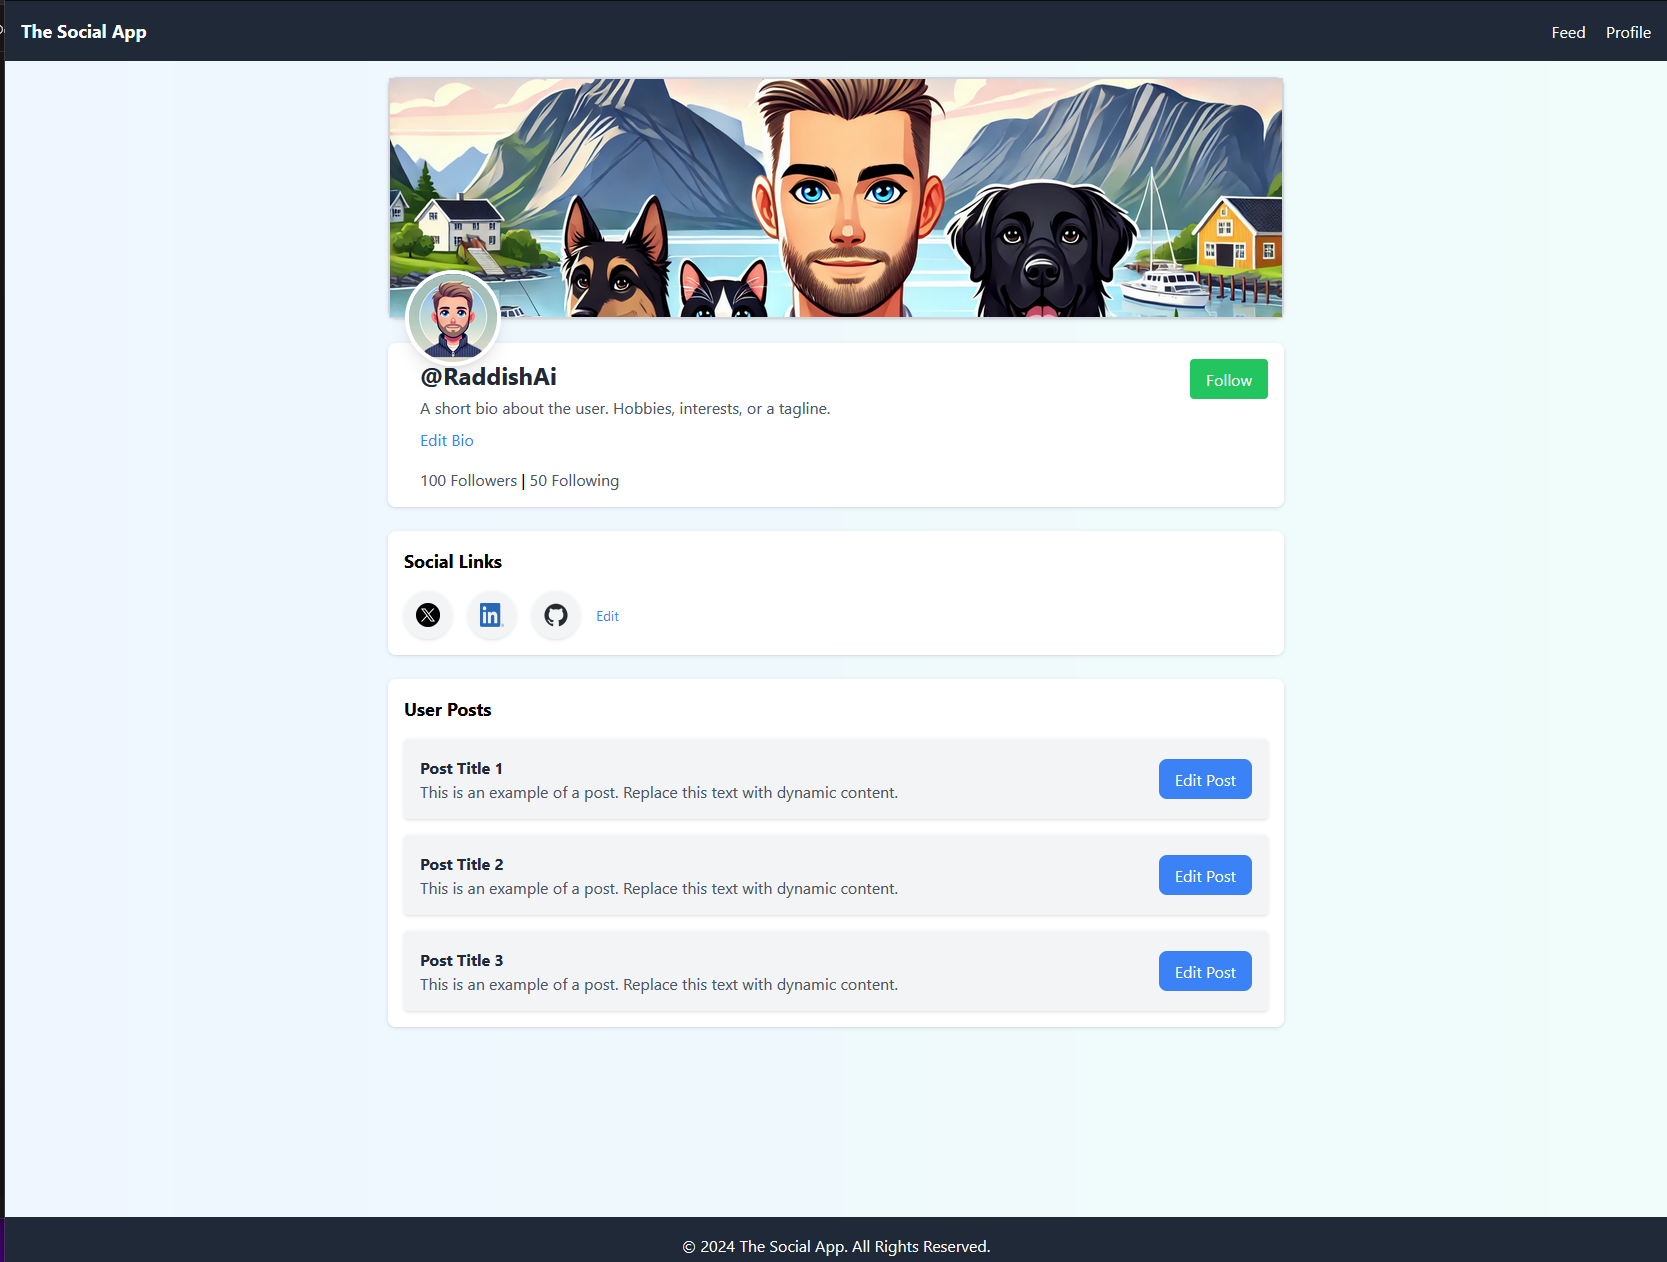 The Social App
Feed Profile
@RaddishAi
Follow
A short bio about the user. Hobbies, interests, or a tagline.
Edit Bio
100 Followers | 50 Following
Social Links
X in Edit
User Posts
Post Title 1
This is an example of a post. Replace this text with dynamic content.
Edit Post
Post Title 2
This is an example of a post. Replace this text with dynamic content.
Edit Post
Post Title 3
This is an example of a post. Replace this text with dynamic content.
Edit Post
© 2024 The Social App. All Rights Reserved.